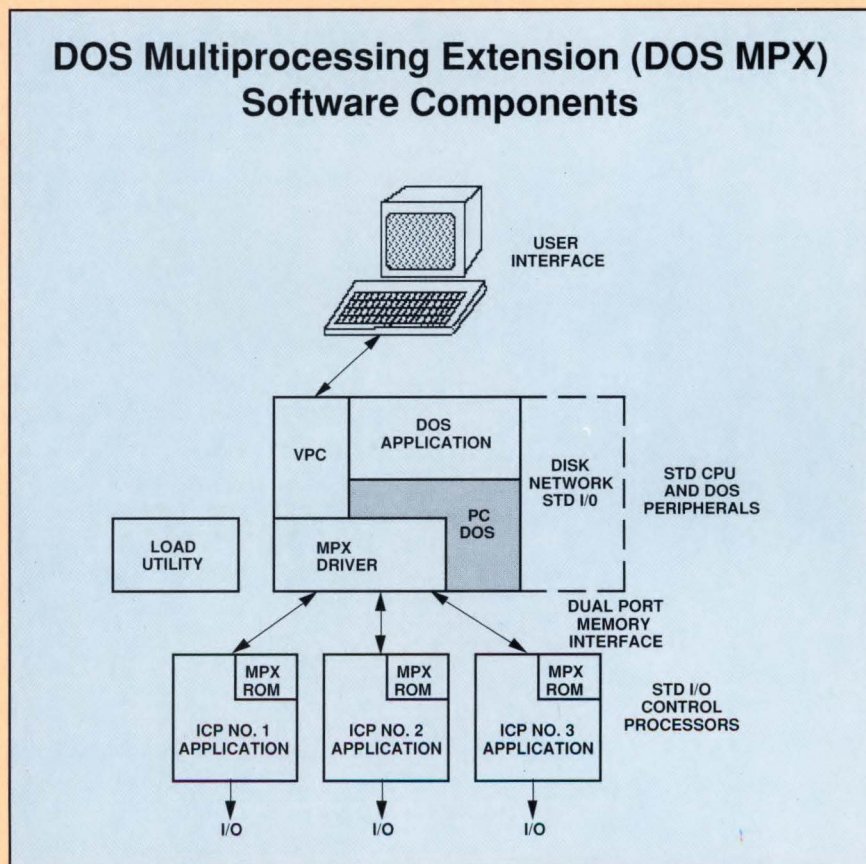 DOS Multiprocessing Extension (DOS MPX)
Software Components
USER
INTERFACE
VPC
DOS
APPLICATION
DISK
NETWORK
STD I/0
STD CPU
AND DOS
PERIPHERALS
PC
DOS
LOAD
UTILITY
MPX
DRIVER
DUAL PORT
MEMORY
INTERFACE
MPX
ROM
ICP NO. 1
APPLICATION
MPX
ROM
ICP NO. 2
APPLICATION
MPX
ROM
ICP NO. 3
APPLICATION
STD I/O
CONTROL
PROCESSORS
I/O
I/O
I/O